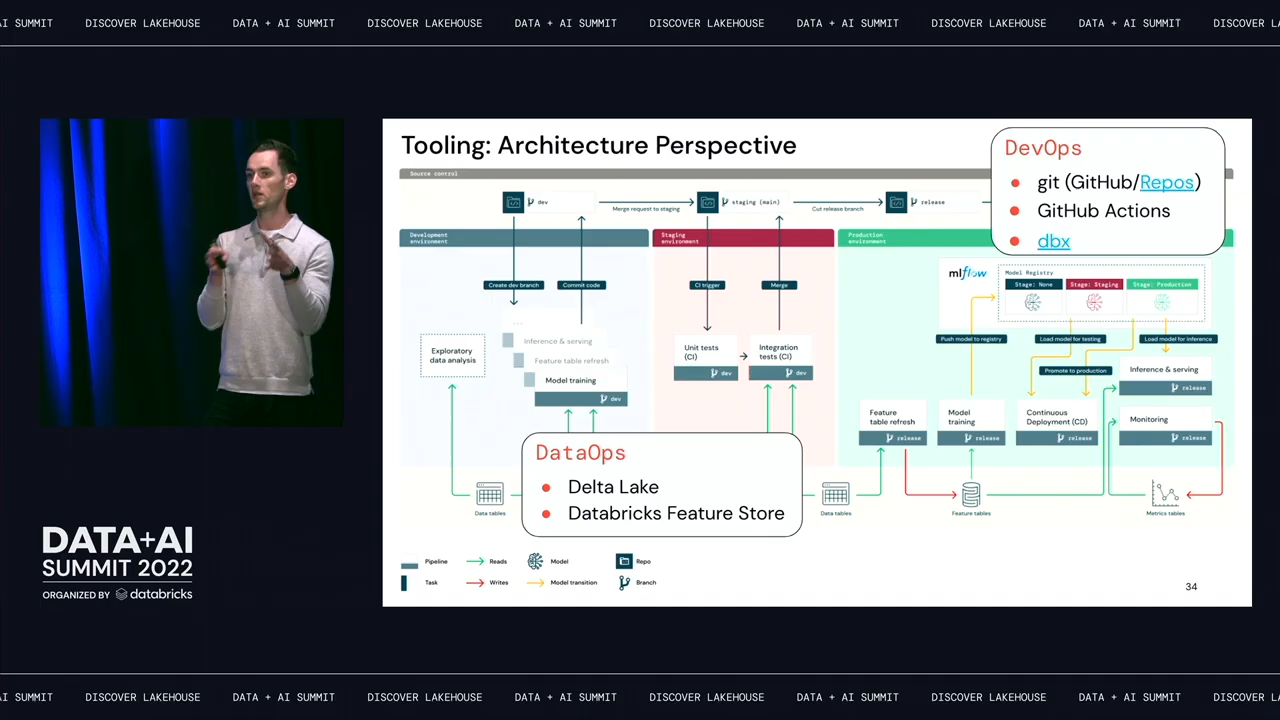 AI SUMMIT DISCOVER LAKEHOUSE DATA + AI SUMMIT DISCOVER LAKEHOUSE DATA + AI SUMMIT DISCOVER LAKEHOUSE DATA + AI SUMMIT DISCOVER LAKEHOUSE DATA + AI SUMMIT DISCOVER
Tooling: Architecture Perspective
DevOps
git (GitHub/Repos)
GitHub Actions
dbx
Source control
dev
Merge request to staging
staging (main)
Cut release branch
release
Development
environment
Staging
environment
Production
environment
Create dev branch
Commit code
CI trigger
Merge
mlflow
Model Registry
Stage: None
Stage: Staging
Stage: Production
Push model to registry
Load model for testing
Load model for inference
Promote to production
...
Exploratory
data analysis
Inference & serving
Feature table refresh
Model training
dev
Unit tests
(CI)
dev
Integration
tests (CI)
dev
Inference & serving
release
Feature
table refresh
release
Model
training
release
Continuous
Deployment (CD)
release
Monitoring
release
DataOps
Delta Lake
Databricks Feature Store
Data tables
Data tables
Feature tables
Metrics tables
Pipeline
Reads
Model
Repo
Task
Writes
Model transition
Branch
34
DATA+AI
SUMMIT 2022
ORGANIZED BY databricks
AI SUMMIT DISCOVER LAKEHOUSE DATA + AI SUMMIT DISCOVER LAKEHOUSE DATA + AI SUMMIT DISCOVER LAKEHOUSE DATA + AI SUMMIT DISCOVER LAKEHOUSE DATA + AI SUMMIT DISCOVER